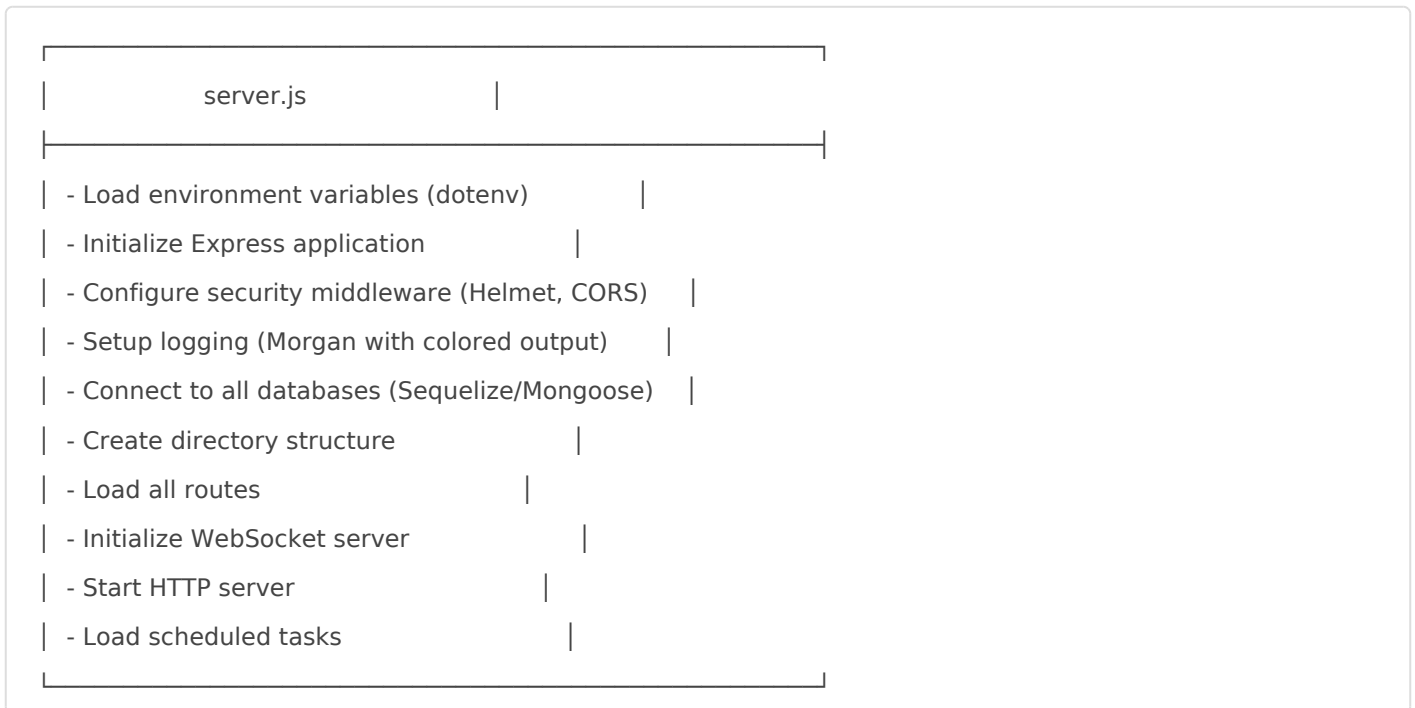 server.js
- Load environment variables (dotenv)
- Initialize Express application
- Configure security middleware (Helmet, CORS)
- Setup logging (Morgan with colored output)
- Connect to all databases (Sequelize/Mongoose)
- Create directory structure
- Load all routes
- Initialize WebSocket server
- Start HTTP server
- Load scheduled tasks